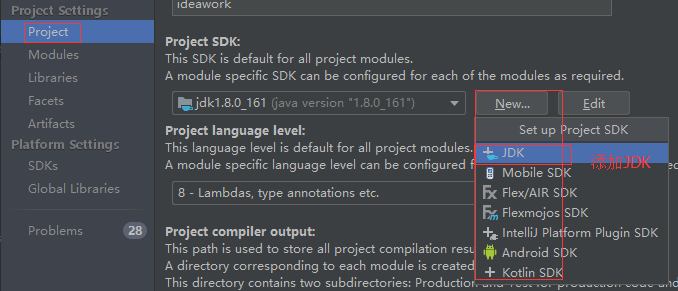 Project Settings
Project
Modules
Libraries
Facets
Artifacts
Platform Settings
SDKs
Global Libraries
Problems 28
ideawork
Project SDK:
This SDK is default for all project modules.
A module specific SDK can be configured for each of the modules as required.
jdk1.8.0_161 (java version "1.8.0_161") New... Edit
Set up Project SDK
JDK
添加JDK
Mobile SDK
Flex/AIR SDK
Flexmojos SDK
IntelliJ Platform Plugin SDK
Android SDK
Kotlin SDK
Project language level:
This language level is default for all project modules.
A module specific language level can be configured f
8 - Lambdas, type annotations etc.
Project compiler output:
This path is used to store all project compilation resu
A directory corresponding to each module is created
This directory contains two subdirectories: Production and Test for production code and